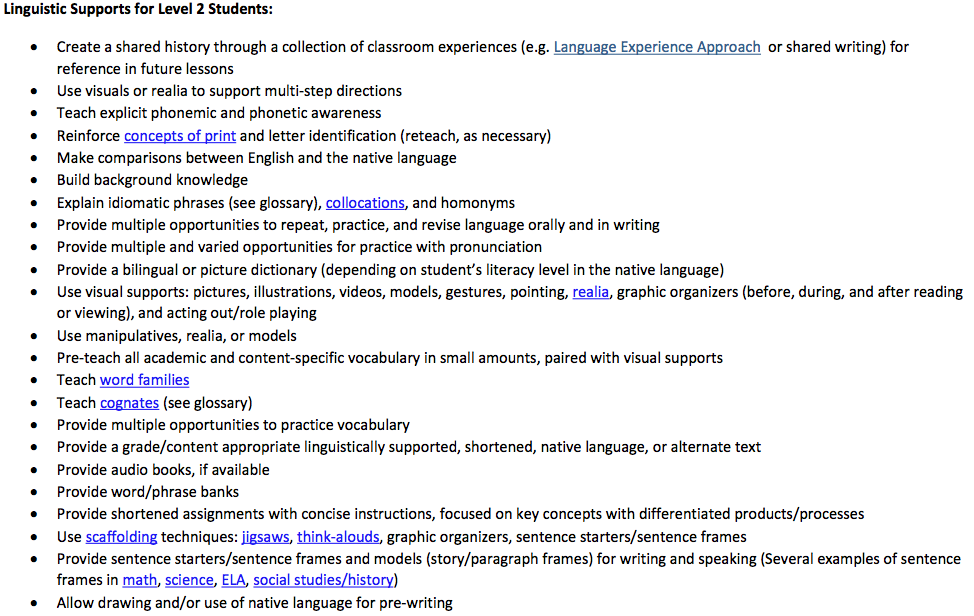 Linguistic Supports for Level 2 Students:
• Create a shared history through a collection of classroom experiences (e.g. Language Experience Approach or shared writing) for
reference in future lessons
• Use visuals or realia to support multi-step directions
• Teach explicit phonemic and phonetic awareness
• Reinforce concepts of print and letter identification (reteach, as necessary)
• Make comparisons between English and the native language
• Build background knowledge
• Explain idiomatic phrases (see glossary), collocations, and homonyms
• Provide multiple opportunities to repeat, practice, and revise language orally and in writing
• Provide multiple and varied opportunities for practice with pronunciation
• Provide a bilingual or picture dictionary (depending on student's literacy level in the native language)
• Use visual supports: pictures, illustrations, videos, models, gestures, pointing, realia, graphic organizers (before, during, and after reading
or viewing), and acting out/role playing
• Use manipulatives, realia, or models
• Pre-teach all academic and content-specific vocabulary in small amounts, paired with visual supports
• Teach word families
• Teach cognates (see glossary)
• Provide multiple opportunities to practice vocabulary
• Provide a grade/content appropriate linguistically supported, shortened, native language, or alternate text
• Provide audio books, if available
• Provide word/phrase banks
• Provide shortened assignments with concise instructions, focused on key concepts with differentiated products/processes
• Use scaffolding techniques: jigsaws, think-alouds, graphic organizers, sentence starters/sentence frames
• Provide sentence starters/sentence frames and models (story/paragraph frames) for writing and speaking (Several examples of sentence
frames in math, science, ELA, social studies/history)
• Allow drawing and/or use of native language for pre-writing